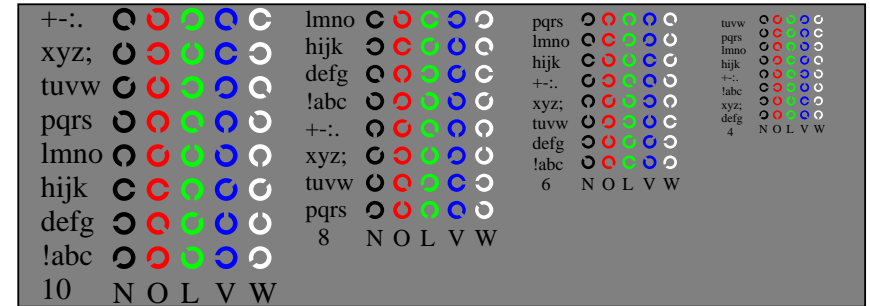 +-:.
xyz;
tuvw
pqrs
lmno
hijk
defg
!abc
10 N O L V W
lmno
hijk
defg
!abc
+-:.
xyz;
tuvw
pqrs
8 N O L V W
pqrs
lmno
hijk
+-:.
xyz;
tuvw
defg
!abc
6 N O L V W
tuvw
pqrs
lmno
hijk
+-:.
!abc
xyz;
defg
4 N O L V W